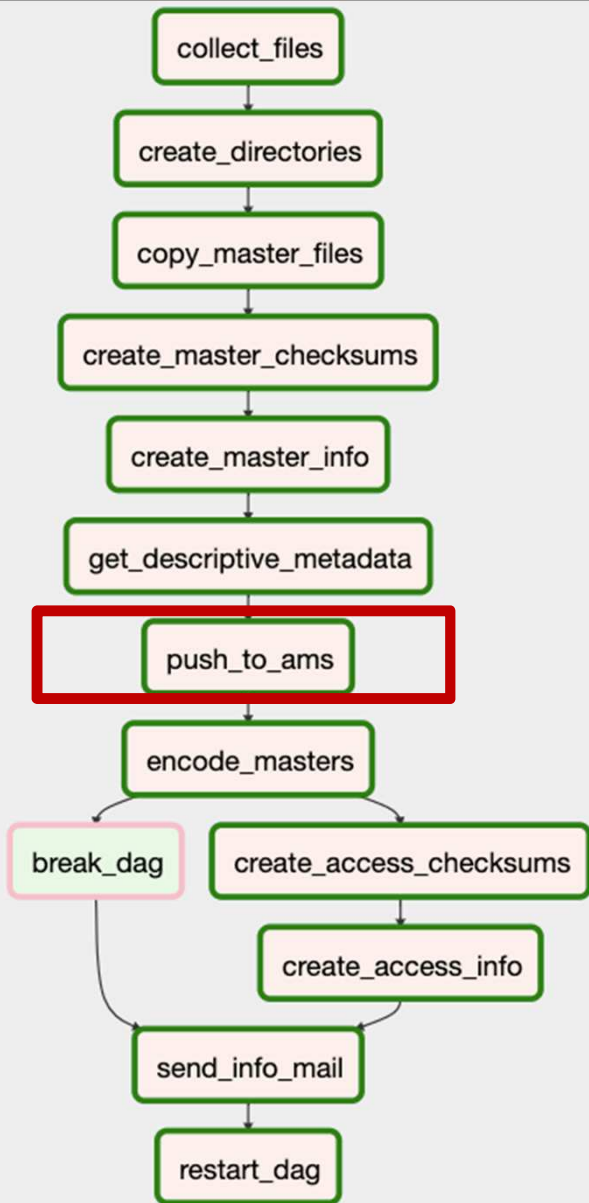 collect_files
create_directories
copy_master_files
create_master_checksums
create_master_info
get_descriptive_metadata
push_to_ams
encode_masters
break_dag
create_access_checksums
create_access_info
send_info_mail
restart_dag